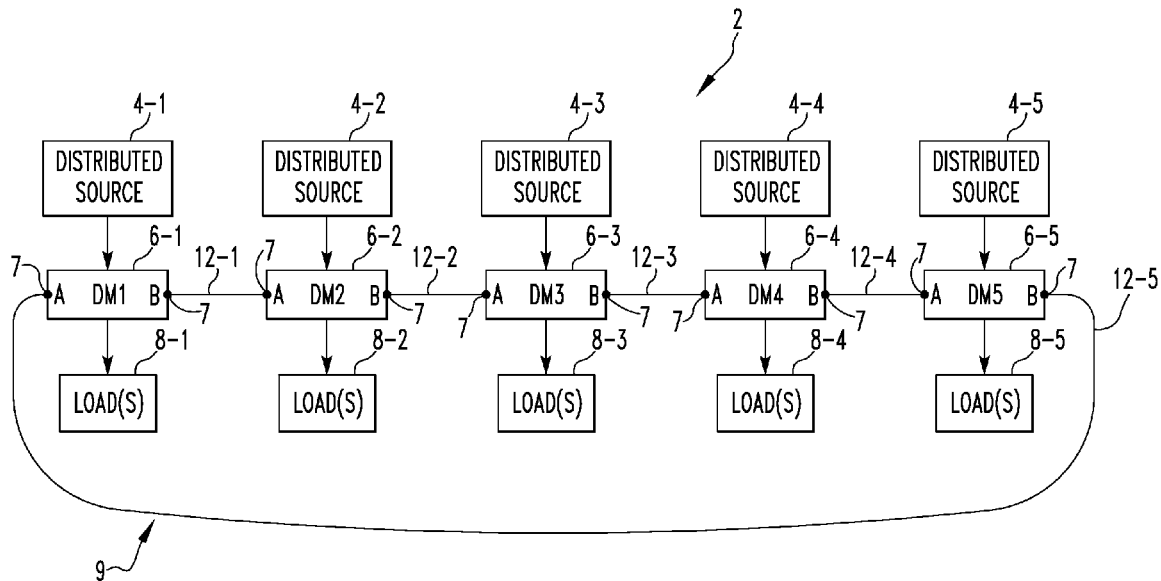 2
4-1
4-2
4-3
4-4
4-5
DISTRIBUTED
SOURCE
DISTRIBUTED
SOURCE
DISTRIBUTED
SOURCE
DISTRIBUTED
SOURCE
DISTRIBUTED
SOURCE
6-1
6-2
6-3
6-4
6-5
12-1
12-2
12-3
12-4
12-5
7
7
7
7
A DM1 B
A DM2 B
A DM3 B
A DM4 B
A DM5 B
7
7
7
7
7
7
8-1
8-2
8-3
8-4
8-5
LOAD(S)
LOAD(S)
LOAD(S)
LOAD(S)
LOAD(S)
9